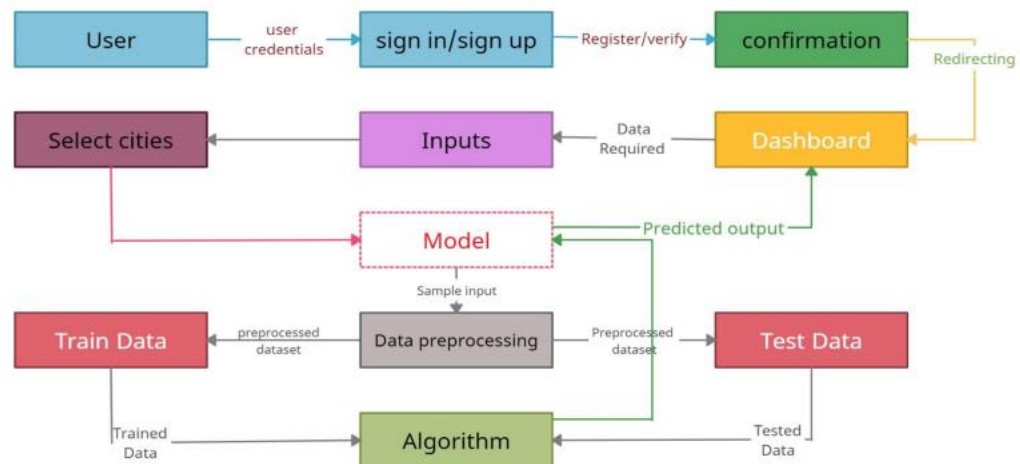 User
user
credentials
sign in/sign up
Register/verify
confirmation
Redirecting
Select cities
Inputs
Data
Required
Dashboard
Model
Predicted output
Sample input
Train Data
preprocessed
dataset
Data preprocessing
Preprocessed
dataset
Test Data
Trained
Data
Algorithm
Tested
Data